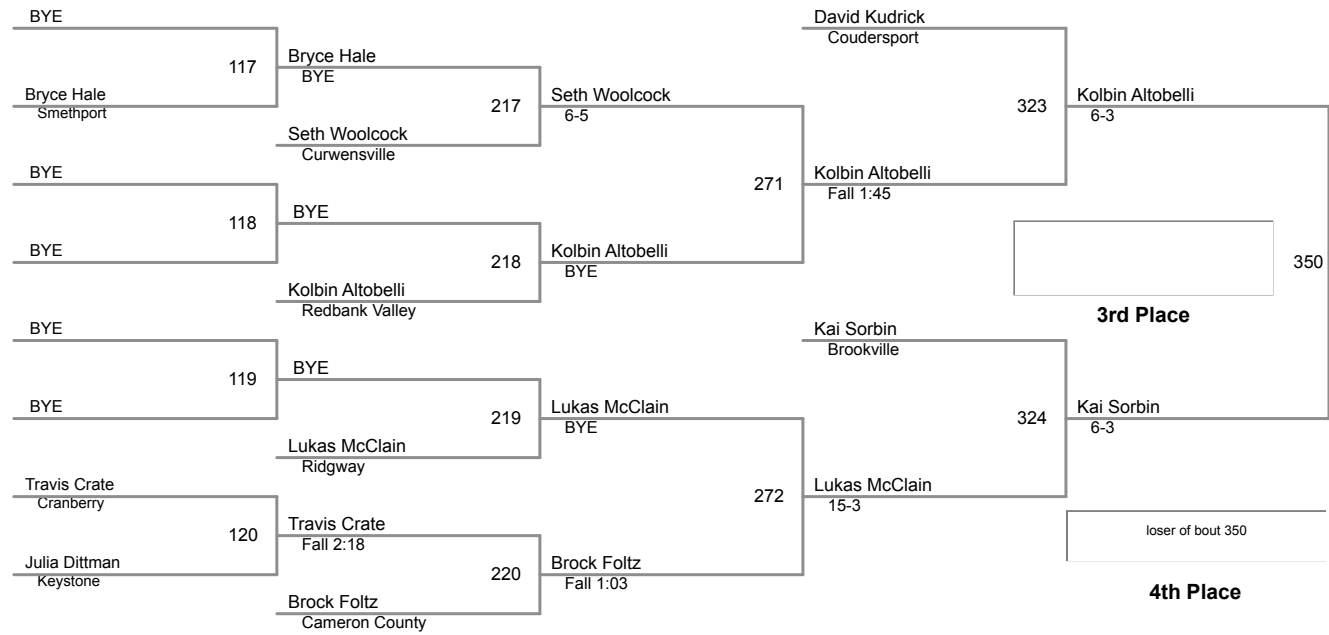 BYE
117
Bryce Hale
Smethport
BYE
118
BYE
BYE
119
BYE
Travis Crate
Cranberry
120
Julia Dittman
Keystone
Bryce Hale
BYE
217
Seth Woolcock
Curwensville
BYE
218
Kolbin Altobelli
Redbank Valley
BYE
219
Lukas McClain
Ridgway
Travis Crate
Fall 2:18
220
Brock Foltz
Cameron County
Seth Woolcock
6-5
271
Kolbin Altobelli
BYE
Lukas McClain
BYE
272
Brock Foltz
Fall 1:03
David Kudrick
Coudersport
323
Kolbin Altobelli
Fall 1:45
Kai Sorbin
Brookville
324
Lukas McClain
15-3
Kolbin Altobelli
6-3
350
3rd Place
Kai Sorbin
6-3
loser of bout 350
4th Place